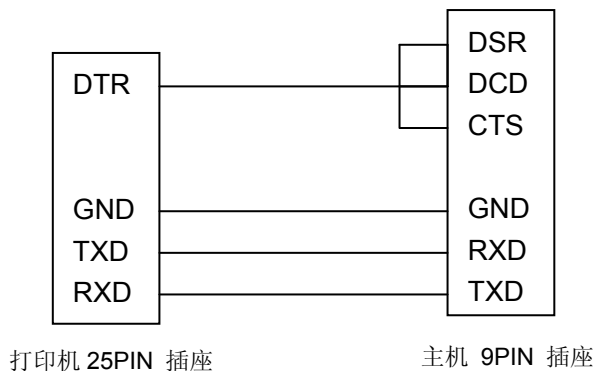 DTR
GND
TXD
RXD
DSR
DCD
CTS
GND
RXD
TXD
打印机 25PIN 插座
主机 9PIN 插座